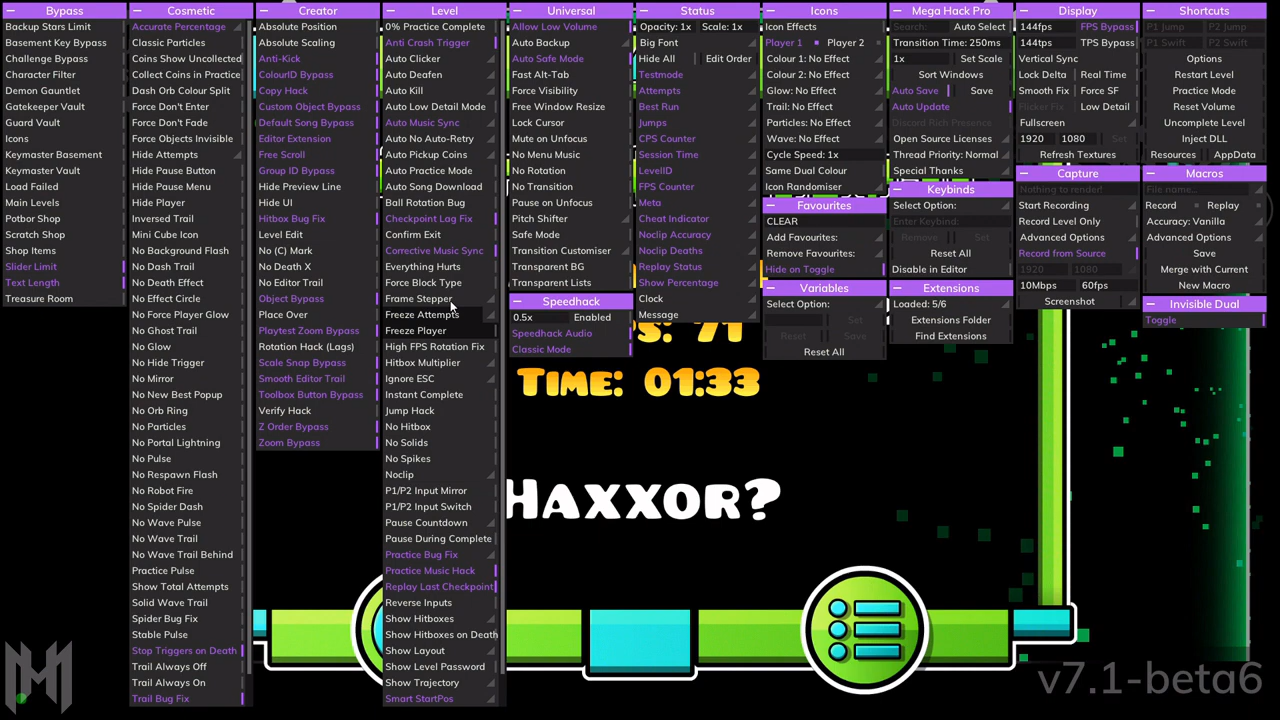 Bypass
Backup Stars Limit
Basement Key Bypass
Challenge Bypass
Character Filter
Demon Gauntlet
Gatekeeper Vault
Guard Vault
Icons
Keymaster Basement
Keymaster Vault
Load Failed
Main Levels
Potbor Shop
Scratch Shop
Shop Items
Slider Limit
Text Length
Treasure Room
Cosmetic
Accurate Percentage
Classic Particles
Coins Show Uncollected
Collect Coins in Practice
Dash Orb Colour Split
Force Don't Enter
Force Don't Fade
Force Objects Invisible
Hide Attempts
Hide Pause Button
Hide Pause Menu
Hide Player
Inversed Trail
Mini Cube Icon
No Background Flash
No Dash Trail
No Death Effect
No Effect Circle
No Force Player Glow
No Ghost Trail
No Glow
No Hide Trigger
No Mirror
No New Best Popup
No Orb Ring
No Particles
No Portal Lightning
No Pulse
No Respawn Flash
No Robot Fire
No Spider Dash
No Wave Pulse
No Wave Trail
No Wave Trail Behind
Practice Pulse
Show Total Attempts
Solid Wave Trail
Spider Bug Fix
Stable Pulse
Stop Triggers on Death
Trail Always Off
Trail Always On
Trail Bug Fix
Creator
Absolute Position
Absolute Scaling
Anti-Kick
ColourID Bypass
Copy Hack
Custom Object Bypass
Default Song Bypass
Editor Extension
Free Scroll
Group ID Bypass
Hide Preview Line
Hide UI
Hitbox Bug Fix
Level Edit
No (C) Mark
No Death X
No Editor Trail
Object Bypass
Place Over
Playtest Zoom Bypass
Rotation Hack (Lags)
Scale Snap Bypass
Smooth Editor Trail
Toolbox Button Bypass
Verify Hack
Z Order Bypass
Zoom Bypass
Level
0% Practice Complete
Anti Crash Trigger
Auto Clicker
Auto Deafen
Auto Kill
Auto Low Detail Mode
Auto Music Sync
Auto No Auto-Retry
Auto Pickup Coins
Auto Practice Mode
Auto Song Download
Ball Rotation Bug
Checkpoint Lag Fix
Confirm Exit
Corrective Music Sync
Everything Hurts
Force Block Type
Frame Stepper
Freeze Attempts
Freeze Player
High FPS Rotation Fix
Hitbox Multiplier
Ignore ESC
Instant Complete
Jump Hack
No Hitbox
No Solids
No Spikes
Noclip
P1/P2 Input Mirror
P1/P2 Input Switch
Pause Countdown
Pause During Complete
Practice Bug Fix
Practice Music Hack
Replay Last Checkpoint
Reverse Inputs
Show Hitboxes
Show Hitboxes on Death
Show Layout
Show Level Password
Show Trajectory
Smart StartPos
Universal
Allow Low Volume
Auto Backup
Auto Safe Mode
Fast Alt-Tab
Force Visibility
Free Window Resize
Lock Cursor
Mute on Unfocus
No Menu Music
No Rotation
No Transition
Pause on Unfocus
Pitch Shifter
Safe Mode
Transition Customiser
Transparent BG
Transparent Lists
Speedhack
0.5x Enabled
Speedhack Audio
Classic Mode
Status
Opacity: 1x Scale: 1x
Big Font
Hide All Edit Order
Testmode
Attempts
Best Run
Jumps
CPS Counter
Session Time
LevelID
FPS Counter
Meta
Cheat Indicator
Noclip Accuracy
Noclip Deaths
Replay Status
Show Percentage
Clock
Message
Icons
Icon Effects
Player 1 Player 2
Colour 1: No Effect
Colour 2: No Effect
Glow: No Effect
Trail: No Effect
Particles: No Effect
Wave: No Effect
Cycle Speed: 1x
Same Dual Colour
Icon Randomiser
Favourites
CLEAR
Add Favourites:
Remove Favourites:
Hide on Toggle
Variables
Select Option:
Set
Reset Save
Reset All
Mega Hack Pro
Search: Auto Select
Transition Time: 250ms
1x Set Scale
Sort Windows
Auto Save Save
Auto Update
Discard Rich Presence
Open Source Licenses
Thread Priority: Normal
Special Thanks
Keybinds
Select Option:
Enter Keybind:
Remove Set
Reset All
Disable in Editor
Extensions
Loaded: 5/6
Extensions Folder
Find Extensions
Display
144fps FPS Bypass
144tps TPS Bypass
Vertical Sync
Lock Delta Real Time
Smooth Fix Force SF
Flicker Fix Low Detail
Fullscreen
1920 1080 Set
Refresh Textures
Capture
Nothing to render!
Start Recording
Record Level Only
Advanced Options
Record from Source
1920 1080
10Mbps 60fps
Screenshot
Shortcuts
P1 Jump P2 Jump
P1 Swift P2 Swift
Options
Restart Level
Practice Mode
Reset Volume
Uncomplete Level
Inject DLL
Resources AppData
Macros
File name...
Record Replay
Accuracy: Vanilla
Advanced Options
Save
Merge with Current
New Macro
Invisible Dual
Toggle
: 71
Time: 01:33
Haxxor?
v7.1-beta6